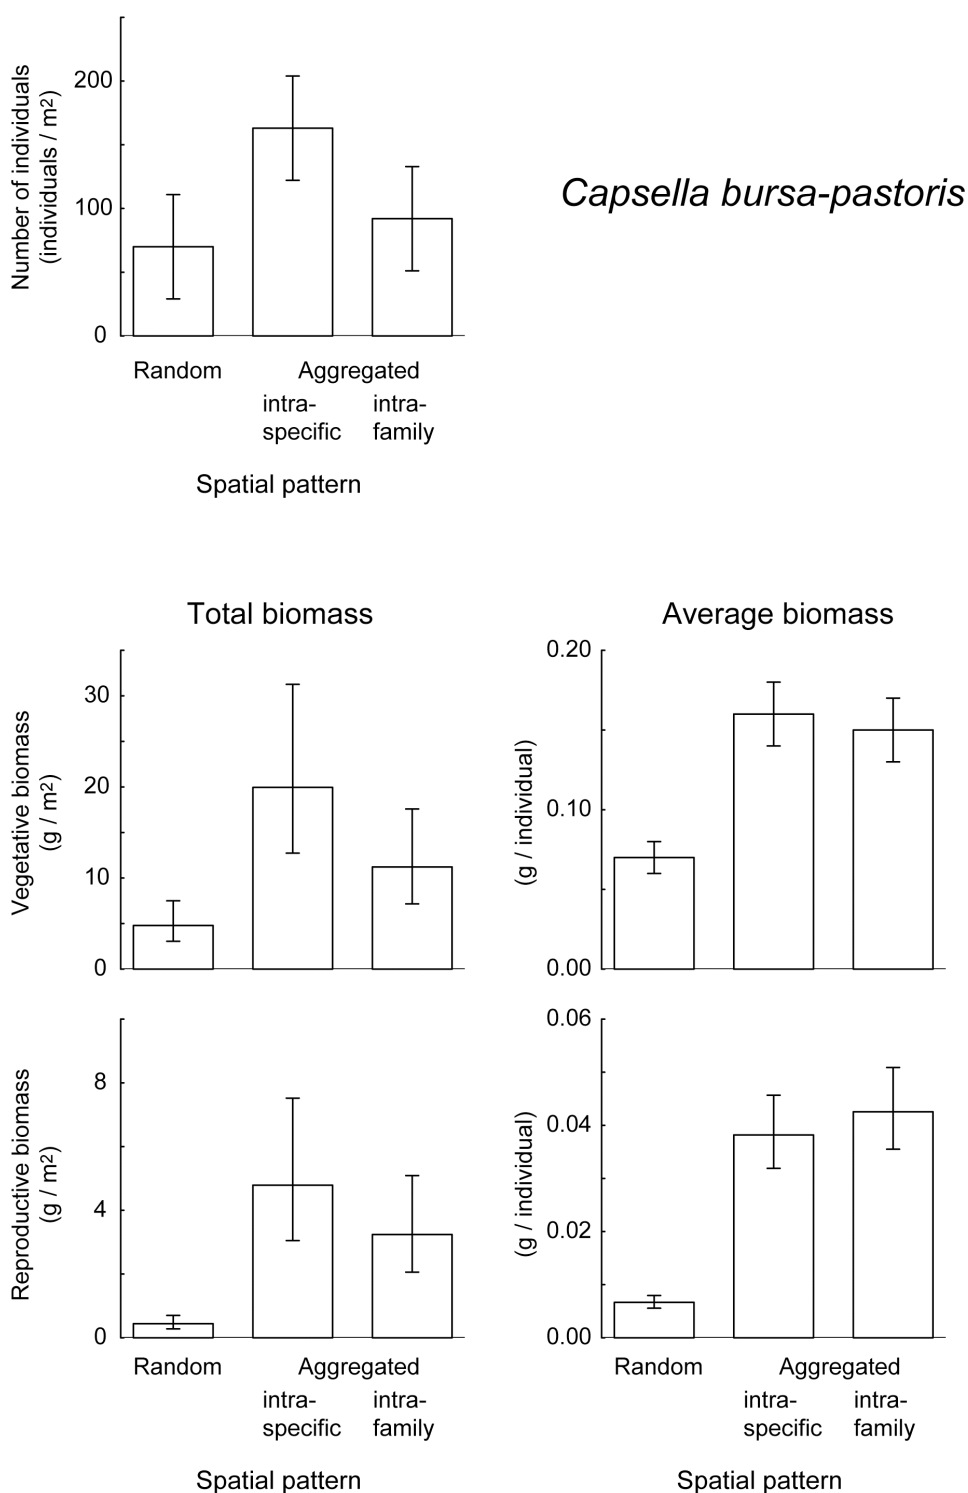 Number of individuals
(individuals / m2)
200
100
0
Capsella bursa-pastoris
Random Aggregated
intra- intra-
specific family
Spatial pattern
Total biomass
Vegetative biomass
(g / m2)
30
20
10
0
Average biomass
(g / individual)
0.20
0.10
0.00
Reproductive biomass
(g / m2)
8
4
0
Random Aggregated
intra- intra-
specific family
Spatial pattern
(g / individual)
0.06
0.04
0.02
0.00
Random Aggregated
intra- intra-
specific family
Spatial pattern